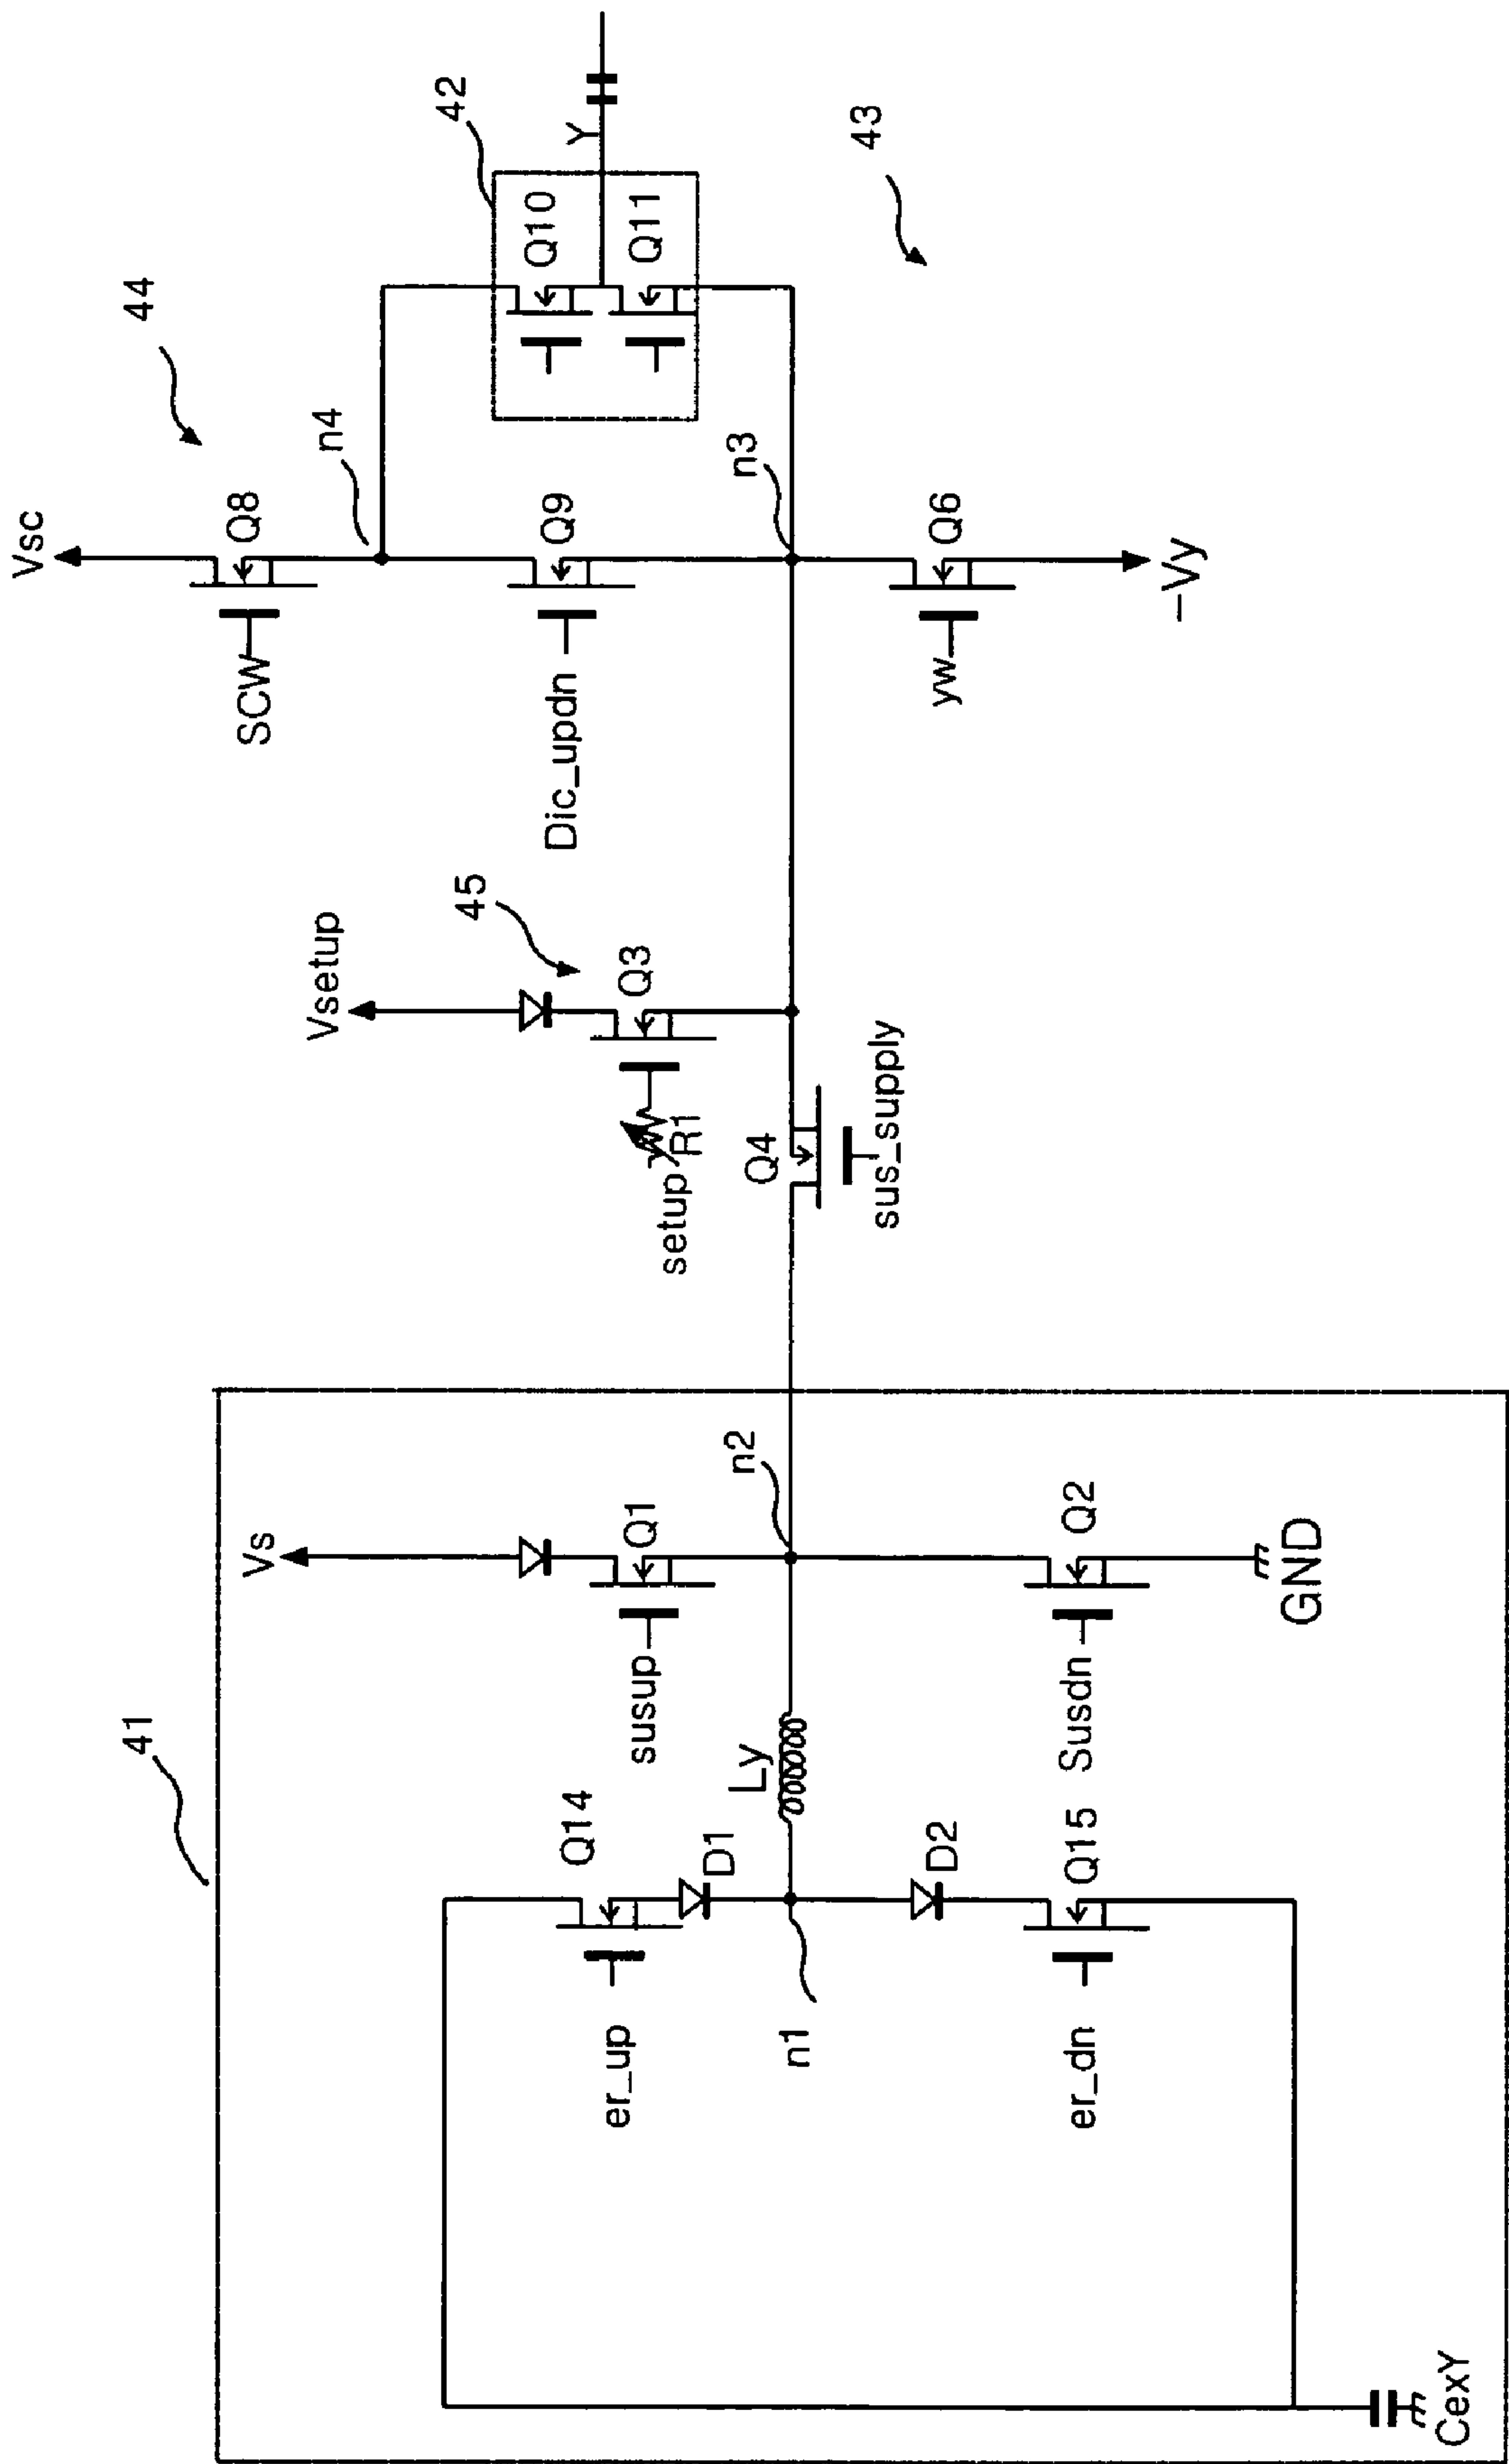 41
Vs
Q14
er_up
D1
n1
D2
Q15
er_dn
CexY
Ly
susup
Q1
n2
Susdn
Q2
GND
Vsetup
45
Q3
setup
R1
Q4
sus_supply
Vsc
44
SCW
Q8
n4
Dic_updn
Q9
n3
yw
Q6
-Vy
42
Q10
Q11
Y
43